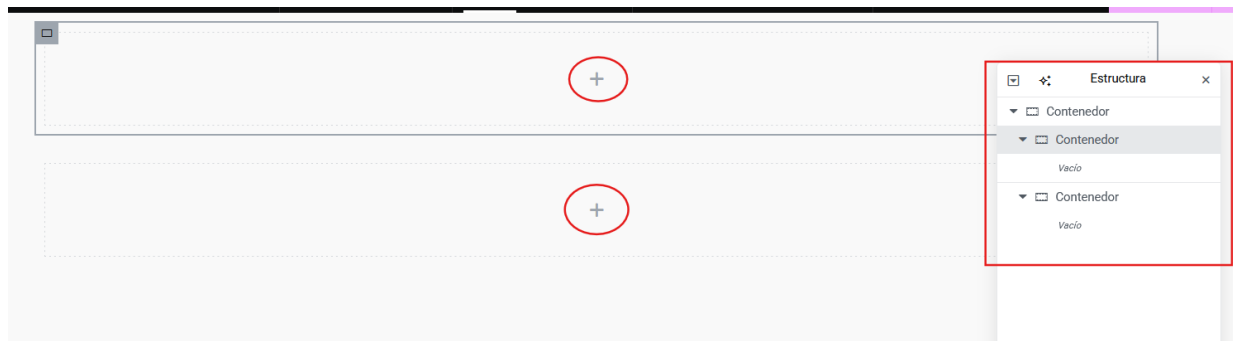 Estructura
Contenedor
Contenedor
Vacío
Contenedor
Vacío